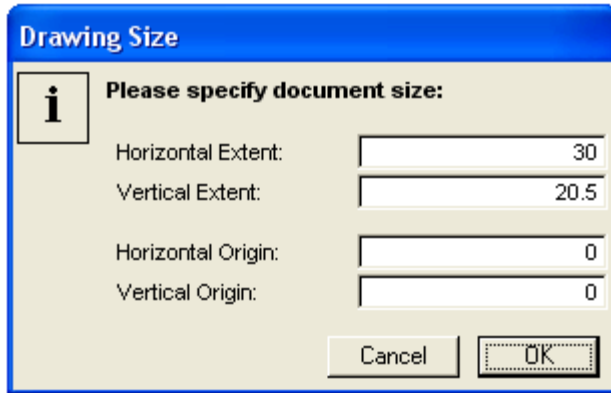 Drawing Size
i
Please specify document size:
Horizontal Extent: 30
Vertical Extent: 20.5
Horizontal Origin: 0
Vertical Origin: 0
Cancel OK